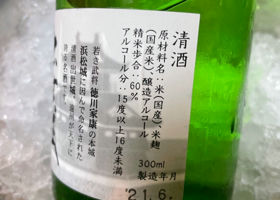 清酒
原材料名:米(国産)、米麹
(国産米)、醸造アルコール
精米歩合:60%
アルコール分:15度以上16度未満
300ml
製造年月
'21.6.
若き武将 徳川家康の本城
浜松城に因んで命名された